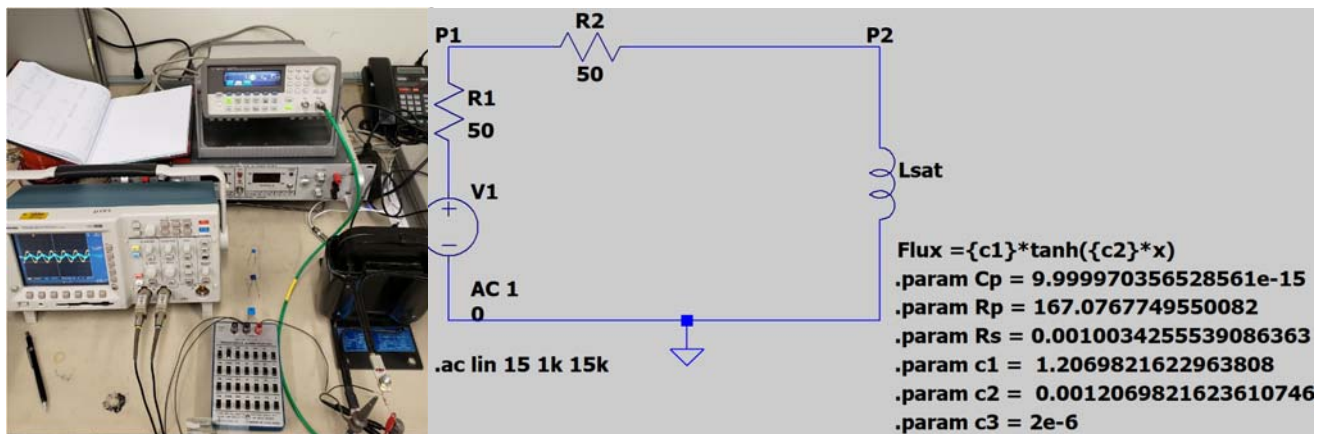 P1
R2
P2
50
R1
50
Lsat
V1
Flux ={c1}*tanh({c2}*x)
.param Cp = 9.999970356528561e-15
AC 1
.param Rp = 167.0767749550082
0
.param Rs = 0.0010034255539086363
.ac lin 15 1k 15k
.param c1 =  1.2069821622963808
.param c2 =  0.0012069821623610746
.param c3 = 2e-6